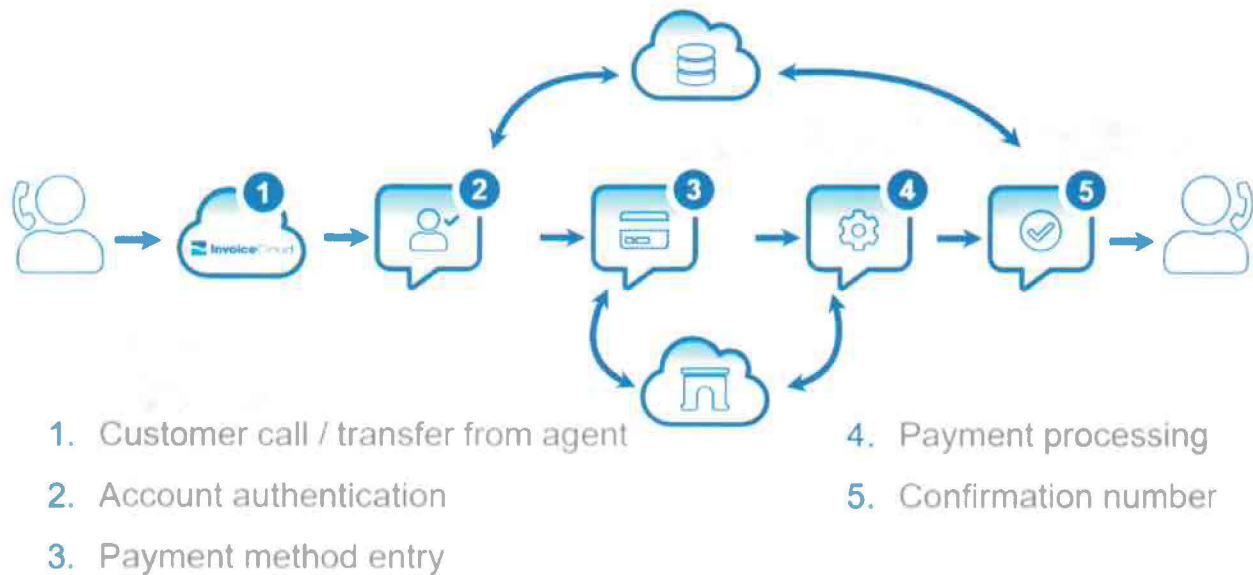 1
2
3
4
5
InvoiceCloud
1. Customer call / transfer from agent
2. Account authentication
3. Payment method entry
4. Payment processing
5. Confirmation number